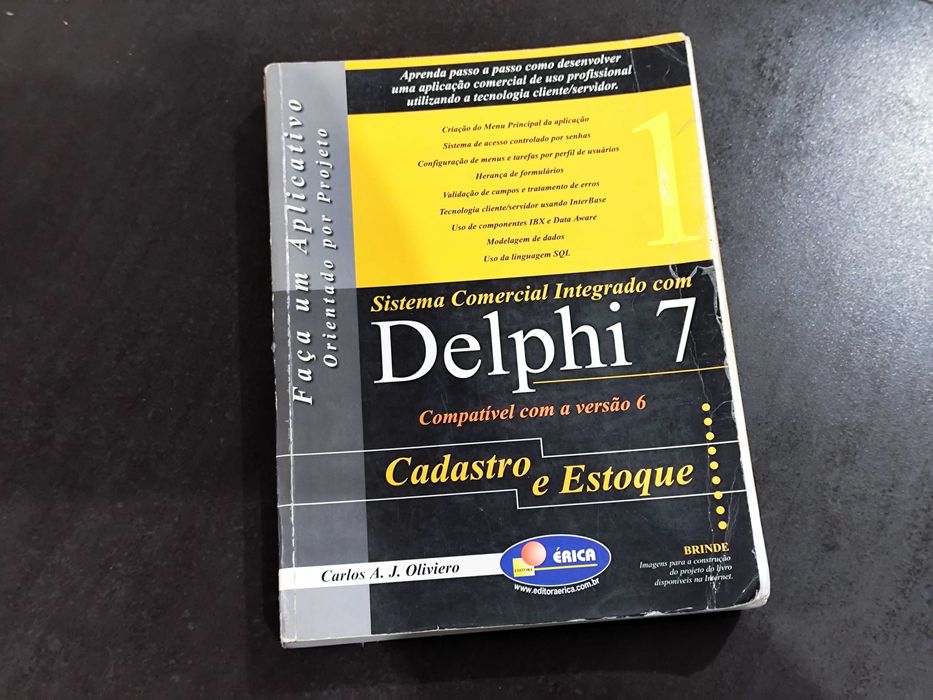 Aprenda passo a passo como desenvolver
uma aplicação comercial de uso profissional
utilizando a tecnologia cliente/servidor.
1
Criação do Menu Principal da aplicação
Sistema de acesso controlado por senhas
Configuração de menus e tarefas por perfil de usuários
Herança de formulários
Validação de campos e tratamento de erros
Tecnologia cliente/servidor usando InterBase
Uso de componentes IBX e Data Aware
Modelagem de dados
Uso da linguagem SQL
Faça um Aplicativo
Orientado por Projeto
Sistema Comercial Integrado com
Delphi 7
Compatível com a versão 6
Cadastro
e Estoque
Carlos A. J. Oliviero
EDITORA
ÉRICA
www.editoraerica.com.br
BRINDE
Imagens para a construção
do projeto do livro
disponíveis na Internet.